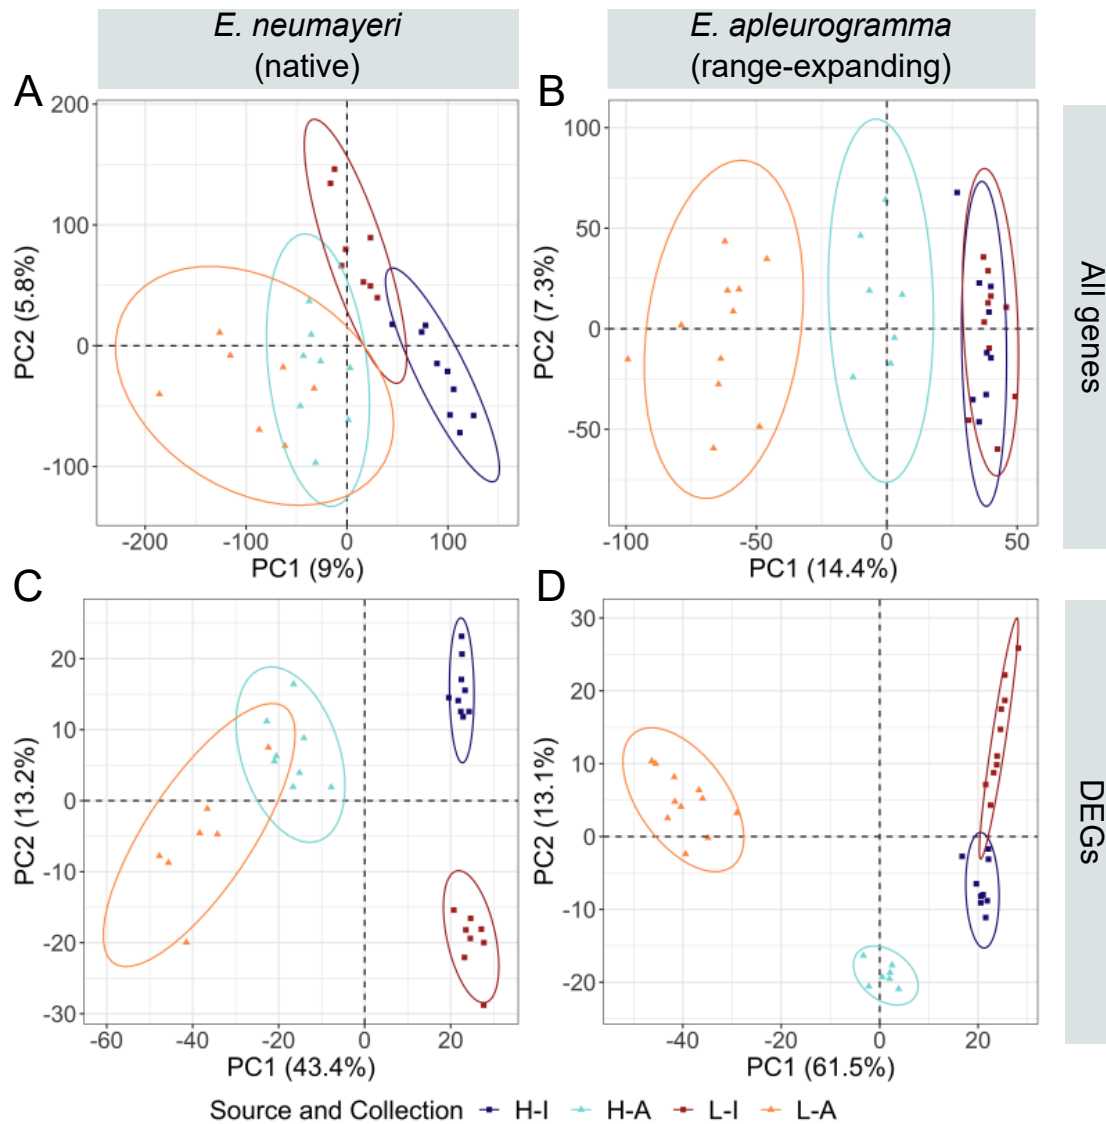 E. neumayeri
(native)
E. apleurogramma
(range-expanding)
A
200
100
0
-100
PC2 (5.8%)
-200
-100
0
100
PC1 (9%)
B
100
50
0
-50
PC2 (7.3%)
-100
-50
0
50
PC1 (14.4%)
All genes
C
20
10
0
-10
-20
-30
PC2 (13.2%)
-60
-40
-20
0
20
PC1 (43.4%)
D
30
20
10
0
-10
-20
PC2 (13.1%)
-40
-20
0
20
PC1 (61.5%)
DEGs
Source and Collection H-I H-A L-I L-A